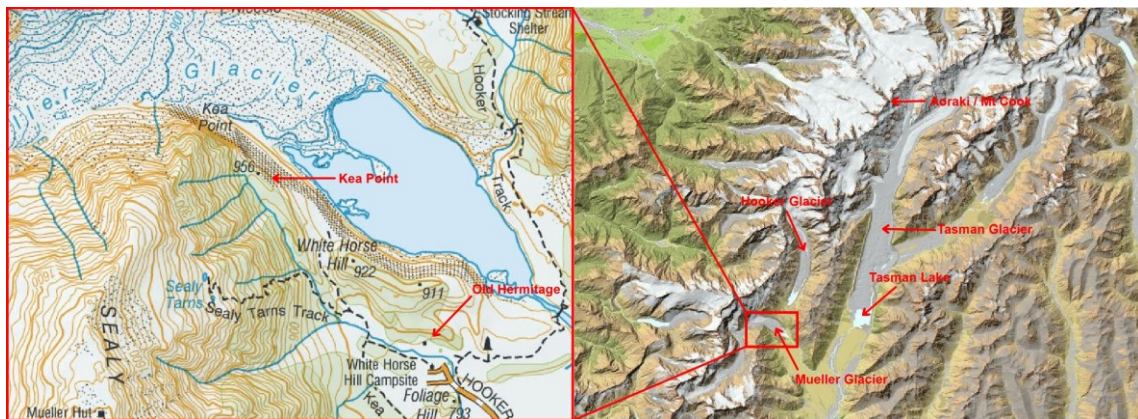 Stocking Stream
Shelter
Hooker
Glacier
Kea
Point
956
Kea Point
Track
White Horse
Hill
922
911
Old Hermitage
Sealy
Tarns
Sealy Tarns Track
SEALY
White Horse
Hill Campsite
Foliage
Hill
793
HOOKER
Kea
Mueller Hut
Aoraki / Mt Cook
Hooker Glacier
Tasman Glacier
Tasman Lake
Mueller Glacier